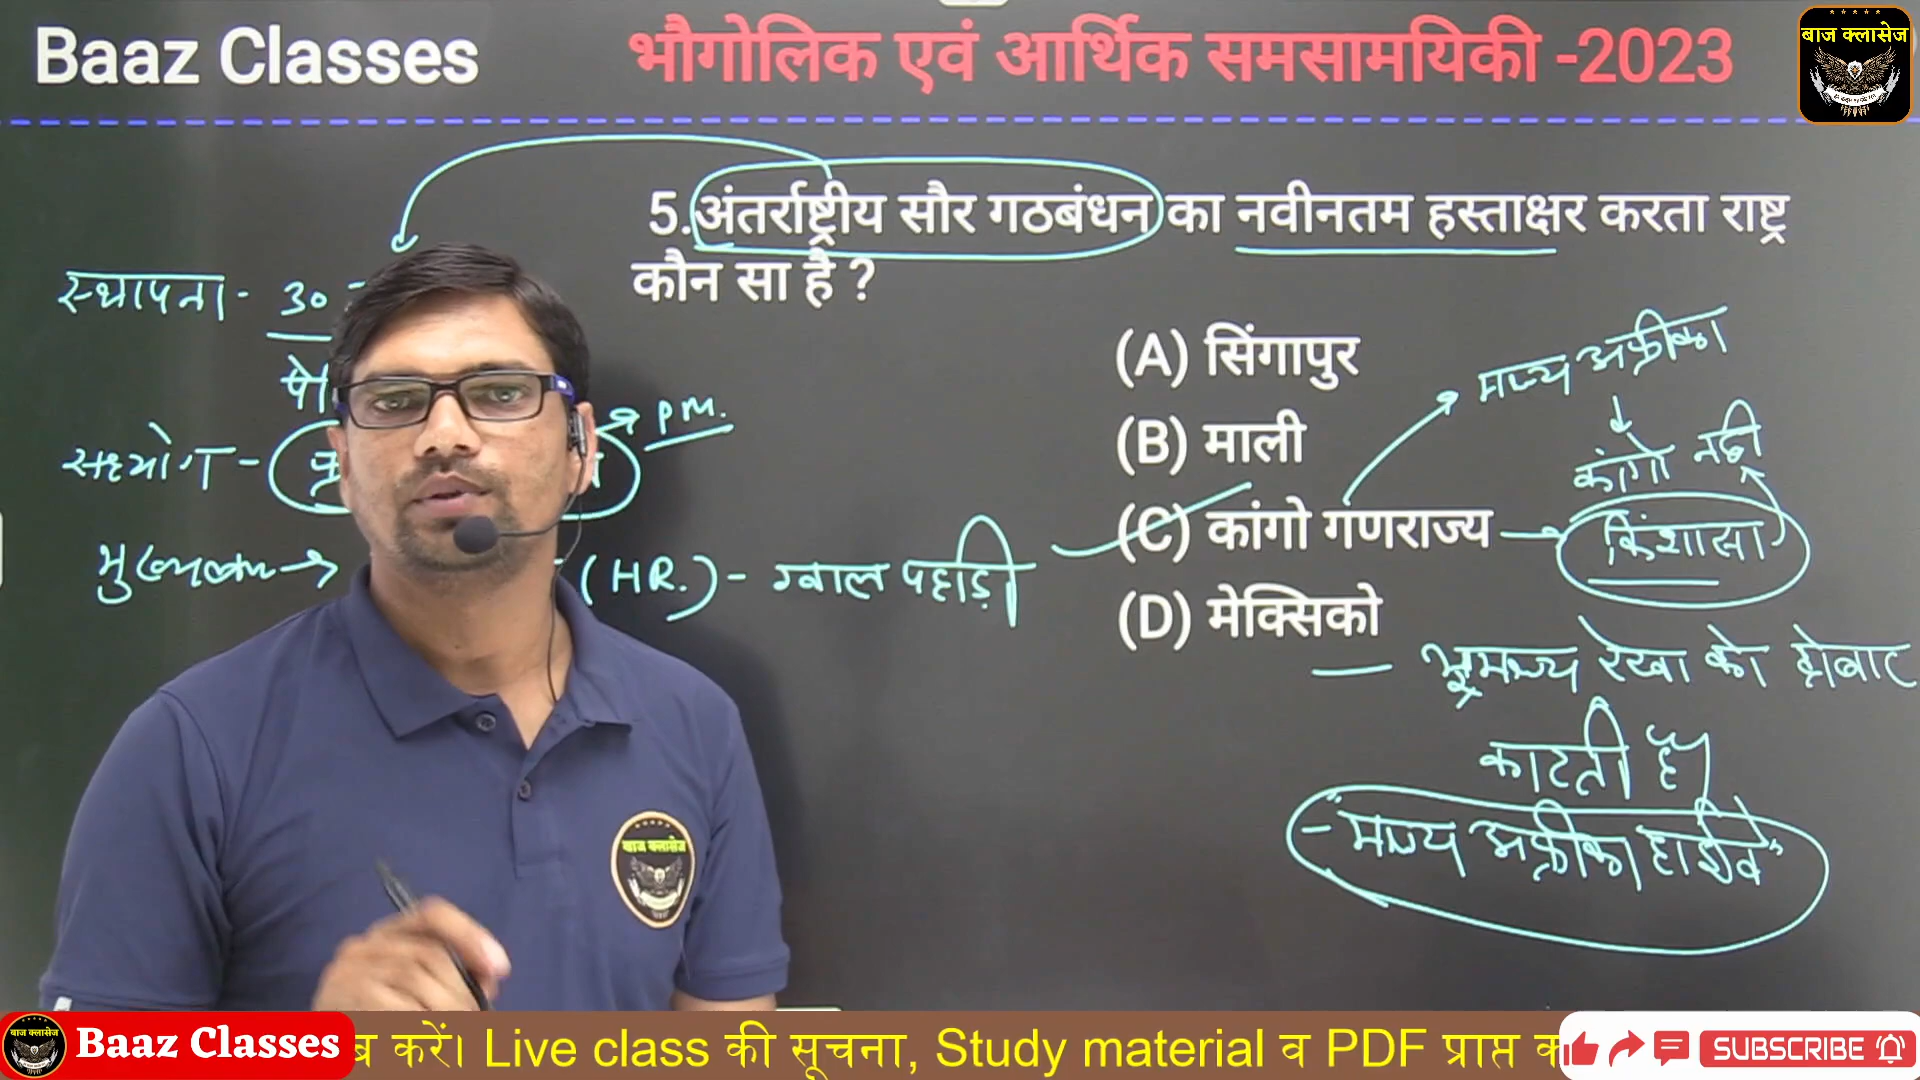 Baaz Classes
भौगोलिक एवं आर्थिक समसामयिकी -2023
बाज क्लासेज
5.अंतर्राष्ट्रीय सौर गठबंधन का नवीनतम हस्ताक्षर करता राष्ट्र
कौन सा है ?
(A) सिंगापुर
(B) माली
(C) कांगो गणराज्य
(D) मेक्सिको
स्थापना - 30
पे
सहयोग -
P.M.
मुख्यालय →
(HR.) - ग्वाल पहाड़ी
मध्य अफ्रीका
कांगो नदी
किंशासा
— भूमध्य रेखा को दोबार
काटती है।
- "मध्य अफ्रीका हाईवे"
बाज क्लासेज
बाज क्लासेज
Baaz Classes
ब करें। Live class की सूचना, Study material व PDF प्राप्त क
SUBSCRIBE